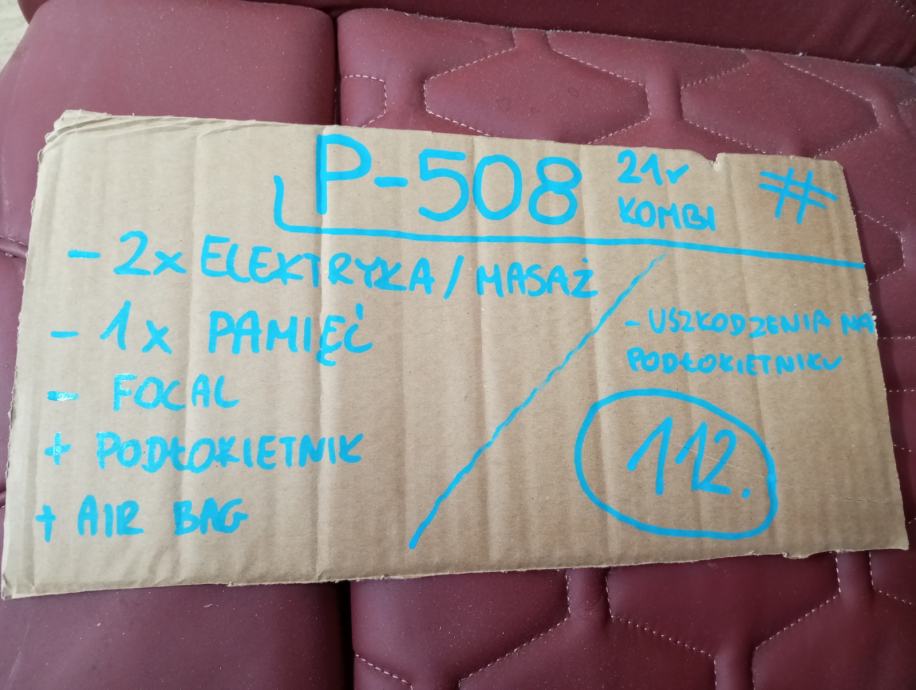 P-508 21r #
KOMBI
- 2x ELEKTRYKA / MASAŻ
- 1x PAMIĘĆ
- FOCAL
+ PODŁOKIETNIK
+ AIR BAG
- USZKODZENIA NA
PODŁOKIETNIKU
112.